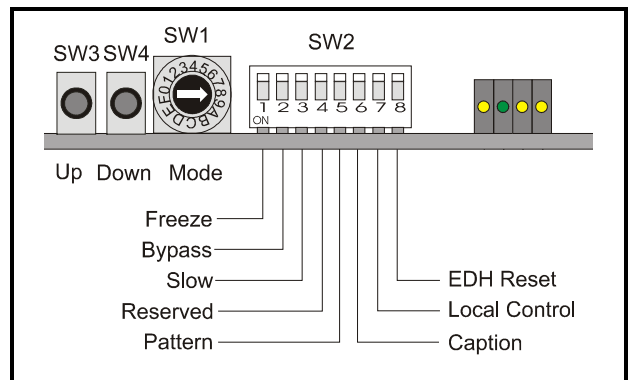 SW3 SW4 SW1 SW2
0123456789ABCDEF
1 2 3 4 5 6 7 8
ON
Up Down Mode
Freeze
Bypass
Slow
Reserved
Pattern
EDH Reset
Local Control
Caption